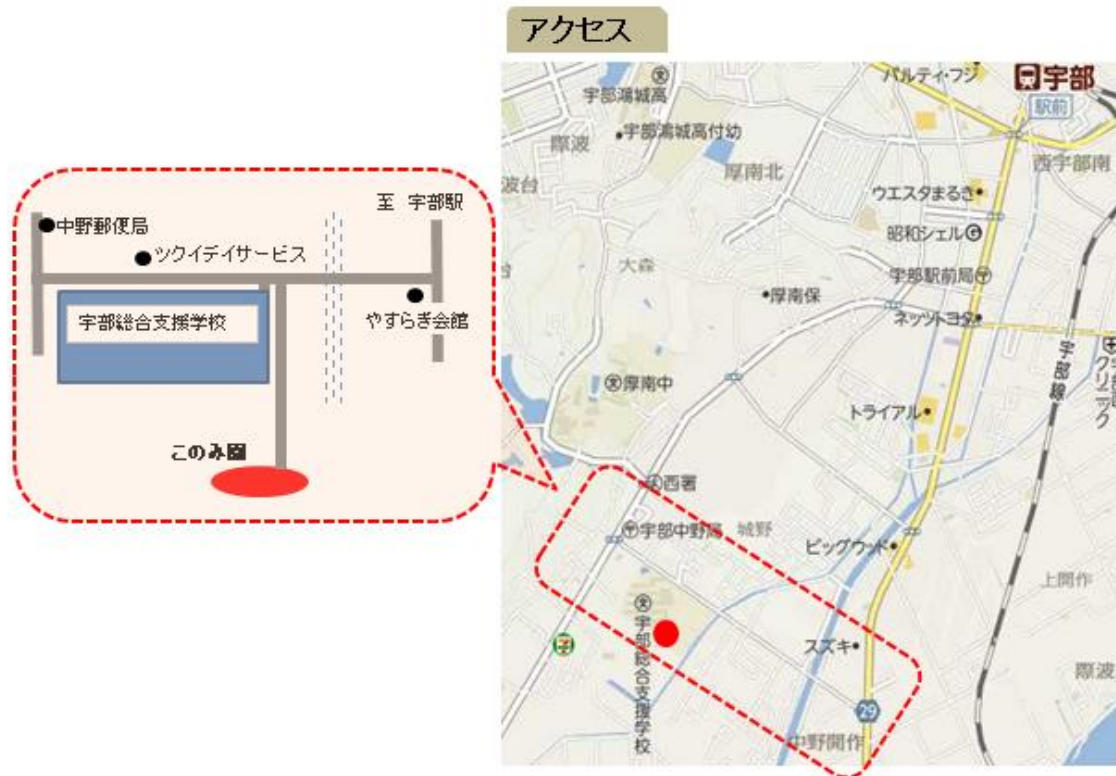 アクセス
至 宇部駅
中野郵便局
ツクイデイサービス
宇部総合支援学校
やすらぎ会館
このみ園
パルティ・フジ
宇部
駅前
宇部鴻城高
宇部鴻城高付幼
際波
厚南北
西宇部南
波台
ウエスタまるき
昭和シェル
大森
宇部駅前局
厚南保
ネッツトヨタ
宇部線
クリニック
厚南中
トライアル
西署
宇部中野局
城野
ビッグウッド
上開作
宇部総合支援学校
スズキ
際波
29
中野開作